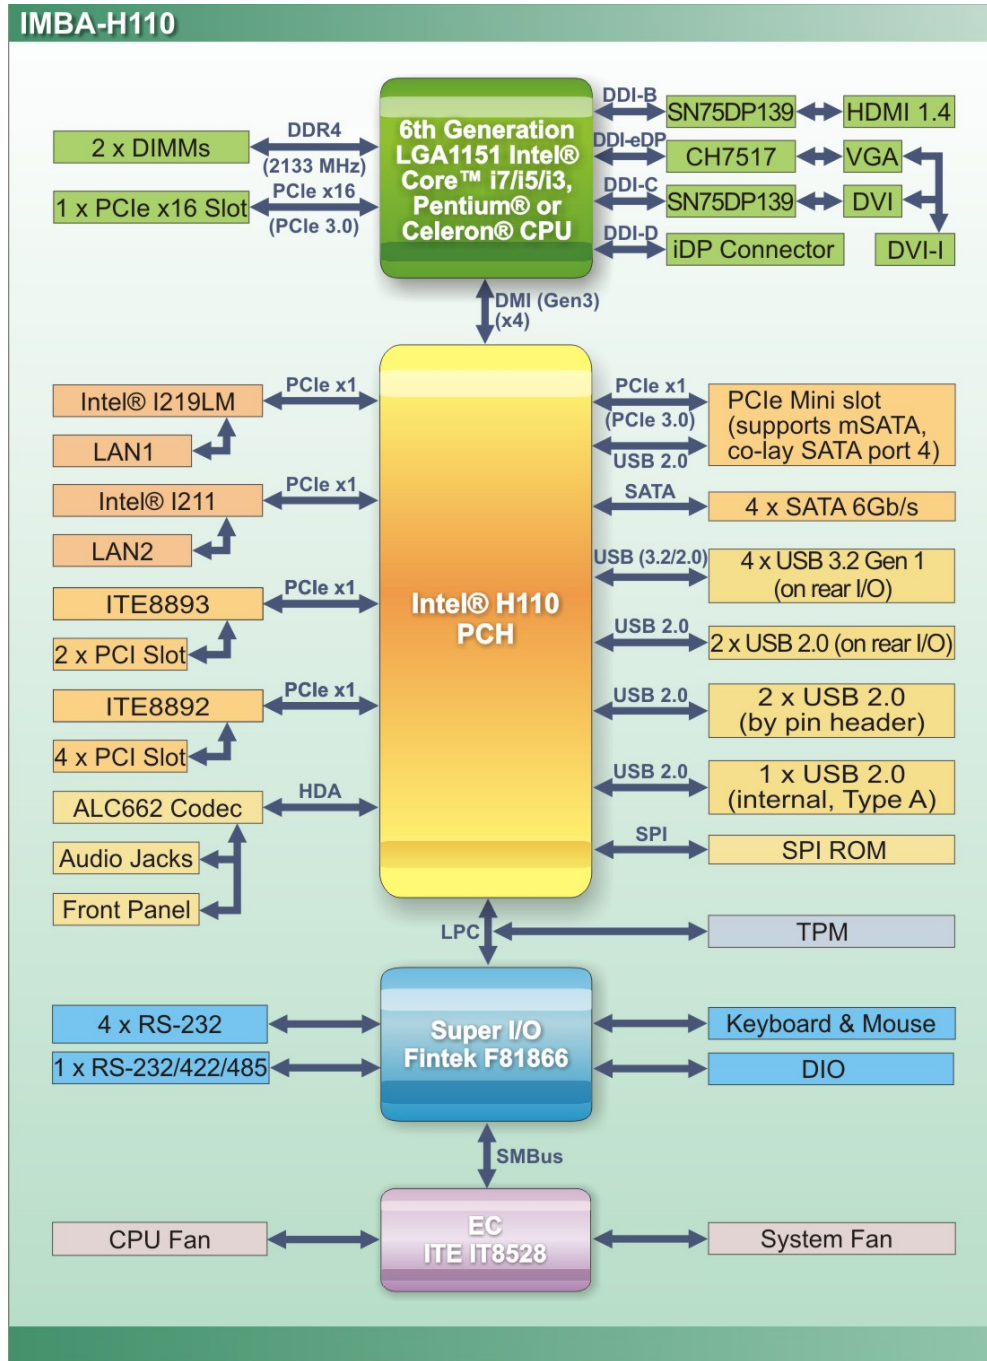 IMBA-H110
6th Generation
LGA1151 Intel®
Core™ i7/i5/i3,
Pentium® or
Celeron® CPU
2 x DIMMs
DDR4
(2133 MHz)
1 x PCIe x16 Slot
PCIe x16
(PCIe 3.0)
DDI-B
SN75DP139
HDMI 1.4
DDI-eDP
CH7517
VGA
DDI-C
SN75DP139
DVI
DDI-D
iDP Connector
DVI-I
DMI (Gen3)
(x4)
Intel® H110
PCH
Intel® I219LM
PCIe x1
LAN1
Intel® I211
PCIe x1
LAN2
ITE8893
PCIe x1
2 x PCI Slot
ITE8892
PCIe x1
4 x PCI Slot
ALC662 Codec
HDA
Audio Jacks
Front Panel
PCIe x1
(PCIe 3.0)
USB 2.0
PCIe Mini slot
(supports mSATA,
co-lay SATA port 4)
SATA
4 x SATA 6Gb/s
USB (3.2/2.0)
4 x USB 3.2 Gen 1
(on rear I/O)
USB 2.0
2 x USB 2.0 (on rear I/O)
USB 2.0
2 x USB 2.0
(by pin header)
USB 2.0
1 x USB 2.0
(internal, Type A)
SPI
SPI ROM
LPC
TPM
Super I/O
Fintek F81866
4 x RS-232
1 x RS-232/422/485
Keyboard & Mouse
DIO
SMBus
EC
ITE IT8528
CPU Fan
System Fan